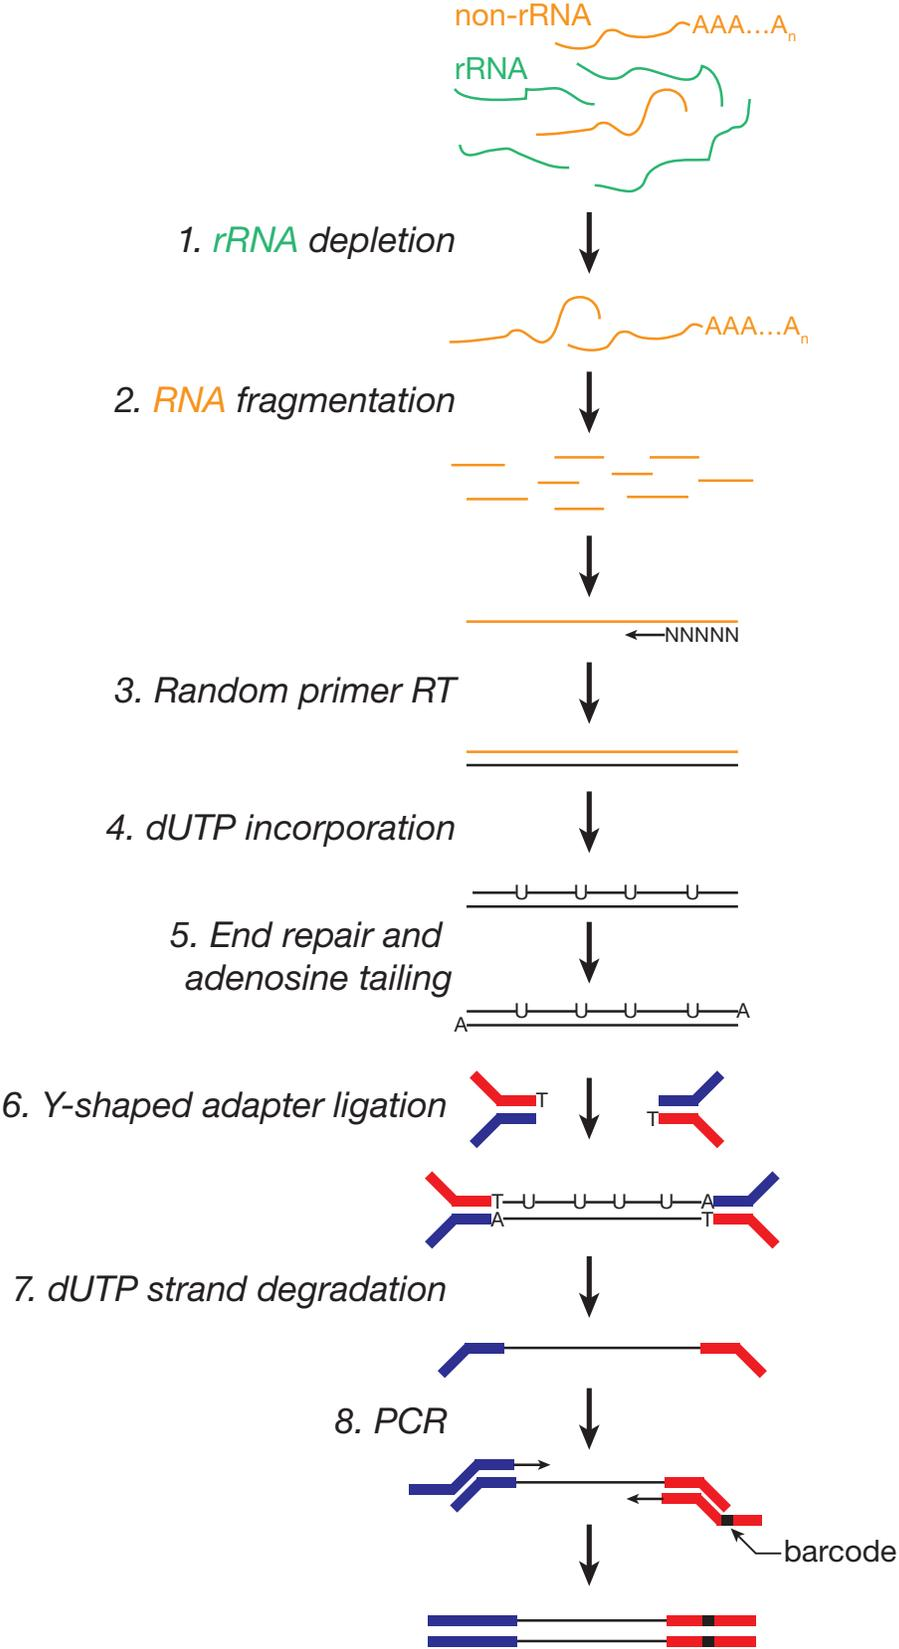 non-rRNA
AAA...An
rRNA
1. rRNA depletion
AAA...An
2. RNA fragmentation
NNNNN
3. Random primer RT
4. dUTP incorporation
U U U U
5. End repair and
adenosine tailing
U U U U A
A
6. Y-shaped adapter ligation
T
T
T U U U U A
A T
7. dUTP strand degradation
8. PCR
barcode